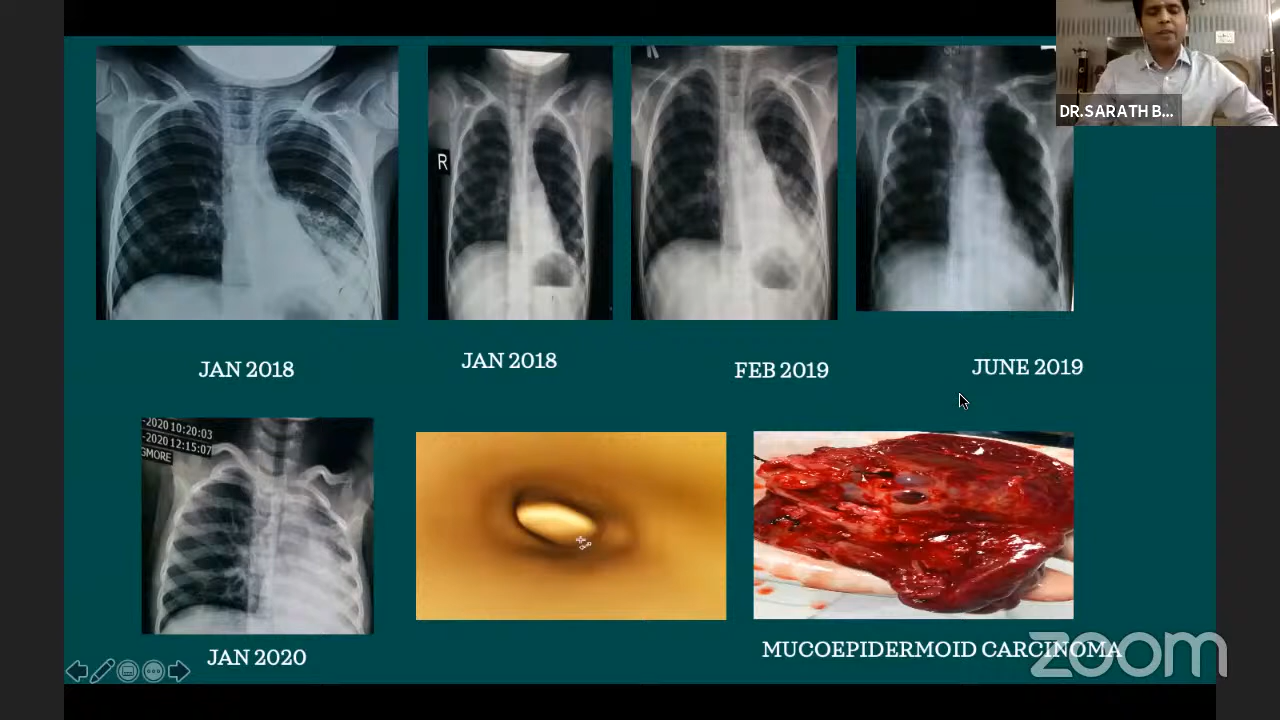 DR.SARATH B...
R
JAN 2018
JAN 2018
FEB 2019
JUNE 2019
-2020 10:20:03
-2020 12:15:07
GMORE
JAN 2020
MUCOEPIDERMOID CARCINOMA
zoom